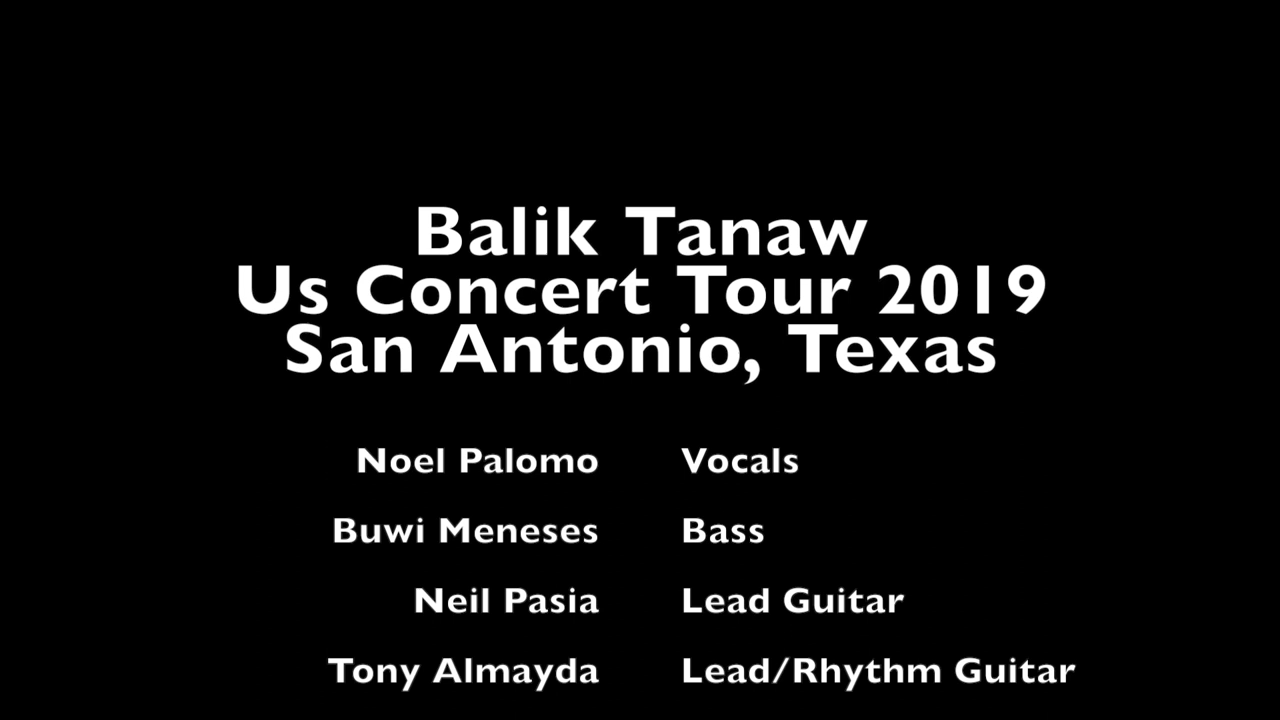 Balik Tanaw
Us Concert Tour 2019
San Antonio, Texas
Noel Palomo Vocals
Buwi Meneses Bass
Neil Pasia Lead Guitar
Tony Almayda Lead/Rhythm Guitar